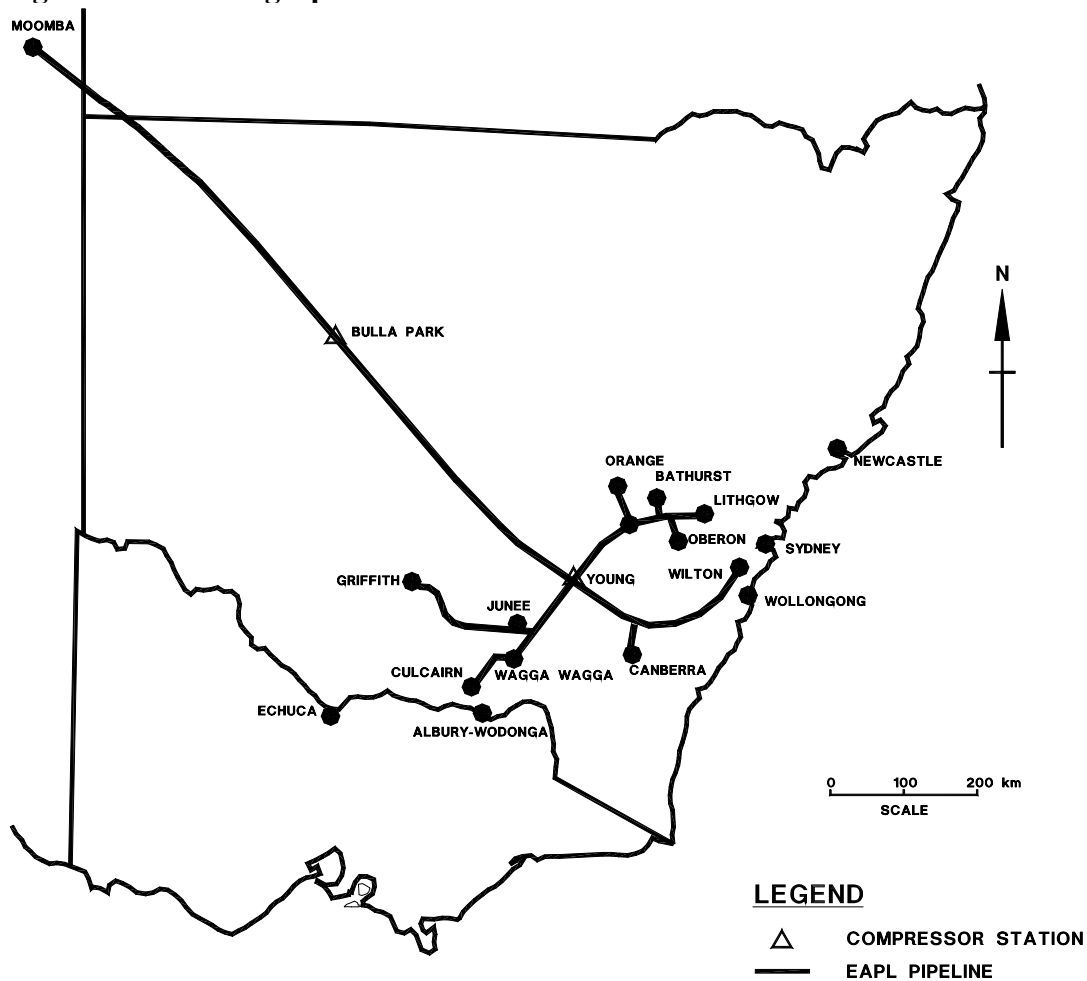 MOOMBA
N
BULLA PARK
ORANGE
BATHURST
NEWCASTLE
LITHGOW
OBERON
SYDNEY
WILTON
GRIFFITH
YOUNG
WOLLONGONG
JUNEE
CULCAIRN
WAGGA WAGGA
CANBERRA
ECHUCA
ALBURY-WODONGA
0 100 200 km
SCALE
LEGEND
COMPRESSOR STATION
EAPL PIPELINE